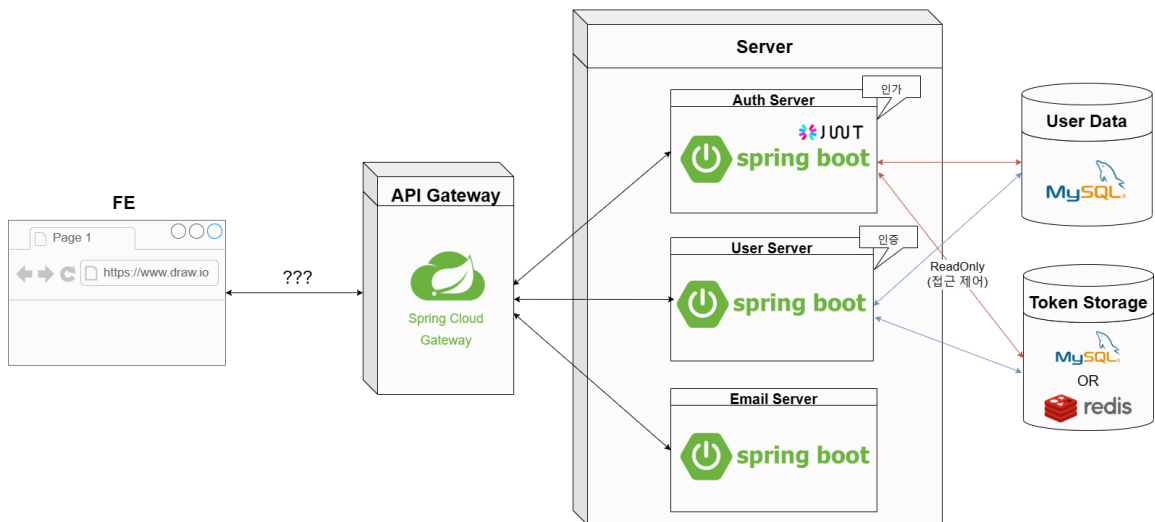 FE
Page 1
https://www.draw.io
???
API Gateway
Spring Cloud
Gateway
Server
Auth Server
인가
JWT
spring boot
User Server
인증
spring boot
Email Server
spring boot
ReadOnly
(접근 제어)
User Data
MySQL®
Token Storage
MySQL®
OR
redis